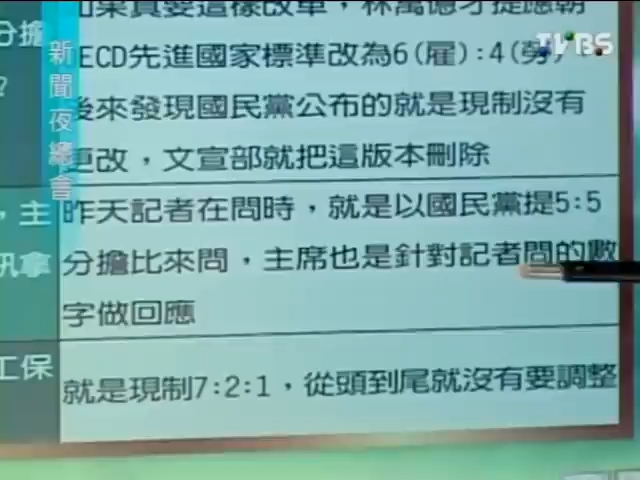 如果真要這樣改革，林萬億才提應朝
OECD先進國家標準改為6(雇):4(勞)，
後來發現國民黨公布的就是現制沒有
更改，文宣部就把這版本刪除
昨天記者在問時，就是以國民黨提5:5
分擔比來問，主席也是針對記者問的數
字做回應
就是現制7:2:1，從頭到尾就沒有要調整
分擔
?
，主
訊拿
工保
新聞夜總會
TVBS